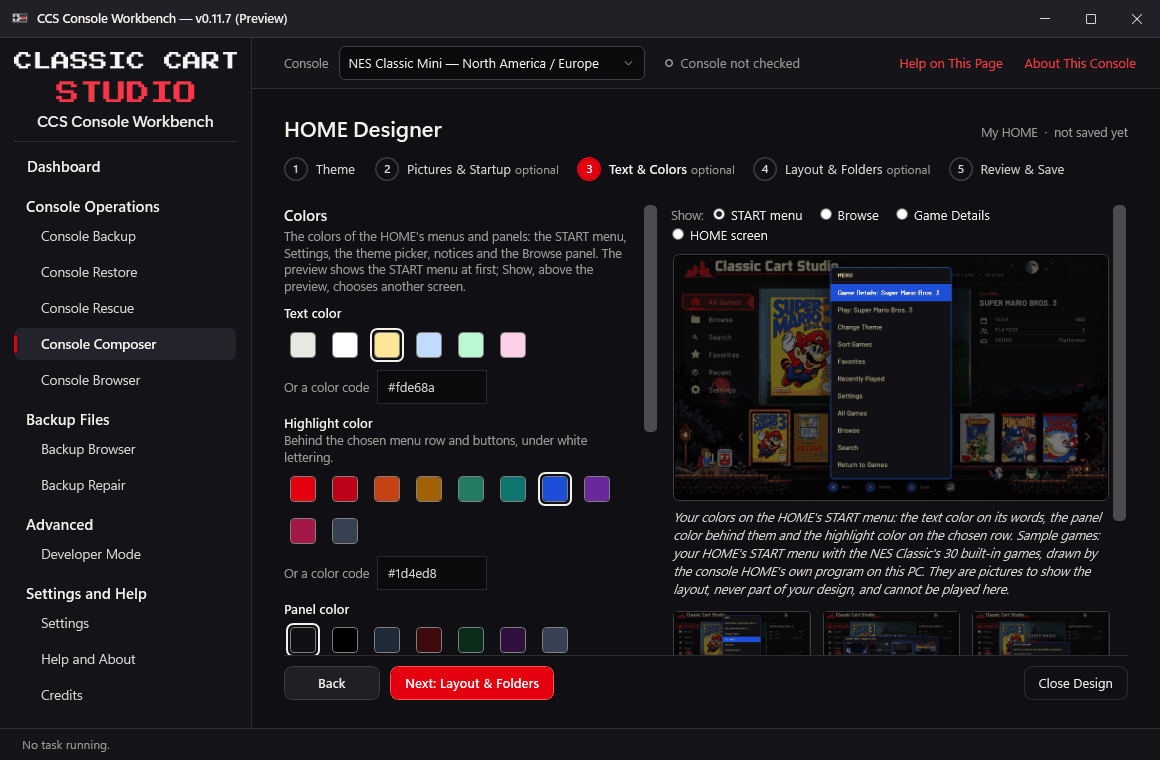 CCS Console Workbench — v0.11.7 (Preview)
CLASSIC CART
STUDIO
CCS Console Workbench
Dashboard
Console Operations
Console Backup
Console Restore
Console Rescue
Console Composer
Console Browser
Backup Files
Backup Browser
Backup Repair
Advanced
Developer Mode
Settings and Help
Settings
Help and About
Credits
Console
NES Classic Mini — North America / Europe
Console not checked
Help on This Page
About This Console
HOME Designer
My HOME · not saved yet
1 Theme
2 Pictures & Startup optional
3 Text & Colors optional
4 Layout & Folders optional
5 Review & Save
Colors
The colors of the HOME's menus and panels: the START menu,
Settings, the theme picker, notices and the Browse panel. The
preview shows the START menu at first; Show, above the
preview, chooses another screen.
Text color
Or a color code #fde68a
Highlight color
Behind the chosen menu row and buttons, under white
lettering.
Or a color code #1d4ed8
Panel color
Show: START menu Browse Game Details
HOME screen
Classic Cart Studio
All Games
Browse
Search
Favorites
Recent
Settings
MENU
Game Details: Super Mario Bros. 3
Play: Super Mario Bros. 3
Change Theme
Sort Games
Favorites
Recently Played
Settings
All Games
Browse
Search
Return to Games
SUPER MARIO BROS. 3
YEAR
PLAYERS 2
GENRE Platformer
Your colors on the HOME's START menu: the text color on its words, the panel
color behind them and the highlight color on the chosen row. Sample games:
your HOME's START menu with the NES Classic's 30 built-in games, drawn by
the console HOME's own program on this PC. They are pictures to show the
layout, never part of your design, and cannot be played here.
Classic Cart Studio
Classic Cart Studio
Classic Cart Studio
Back
Next: Layout & Folders
Close Design
No task running.